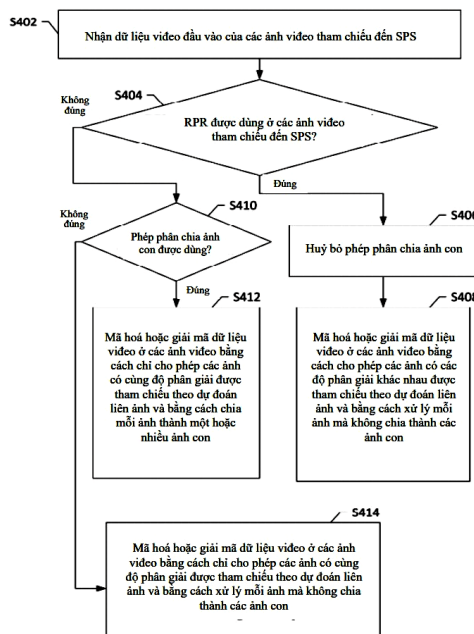 S402
Nhận dữ liệu video đầu vào của các ảnh video tham chiếu đến SPS
S404
Không
đúng
RPR được dùng ở các ảnh video
tham chiếu đến SPS?
Đúng
Không
đúng
S410
Phép phân chia ảnh
con được dùng?
S406
Huỷ bỏ phép phân chia ảnh con
Đúng
S412
Mã hoá hoặc giải mã dữ liệu
video ở các ảnh video bằng
cách chỉ cho phép các ảnh
có cùng độ phân giải được
tham chiếu theo dự đoán
liên ảnh và bằng cách chia
mỗi ảnh thành một hoặc
nhiều ảnh con
S408
Mã hoá hoặc giải mã dữ liệu
video ở các ảnh video bằng
cách cho phép các ảnh có các
độ phân giải khác nhau được
tham chiếu theo dự đoán liên
ảnh và bằng cách xử lý mỗi
ảnh mà không chia thành các
ảnh con
S414
Mã hoá hoặc giải mã dữ liệu video ở các ảnh
video bằng cách chỉ cho phép các ảnh có cùng
độ phân giải được tham chiếu theo dự đoán liên
ảnh và bằng cách xử lý mỗi ảnh mà không chia
thành các ảnh con